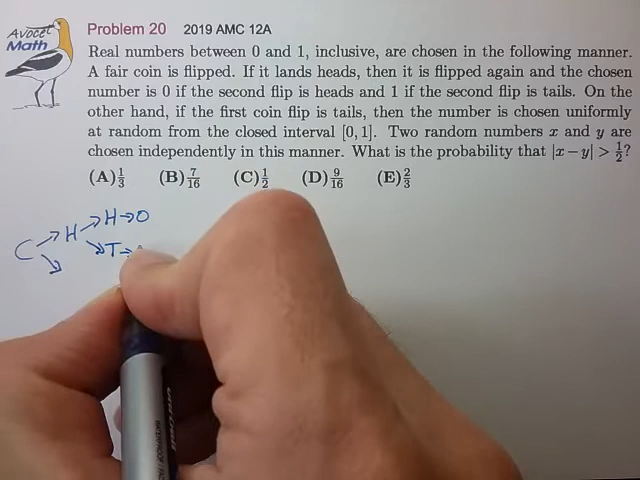 Avocet
Math
Problem 20 2019 AMC 12A
Real numbers between 0 and 1, inclusive, are chosen in the following manner.
A fair coin is flipped. If it lands heads, then it is flipped again and the chosen
number is 0 if the second flip is heads and 1 if the second flip is tails. On the
other hand, if the first coin flip is tails, then the number is chosen uniformly
at random from the closed interval [0, 1]. Two random numbers x and y are
chosen independently in this manner. What is the probability that |x − y| > 1/2?
(A) 1/3 (B) 7/16 (C) 1/2 (D) 9/16 (E) 2/3
C → H → H → 0
T →